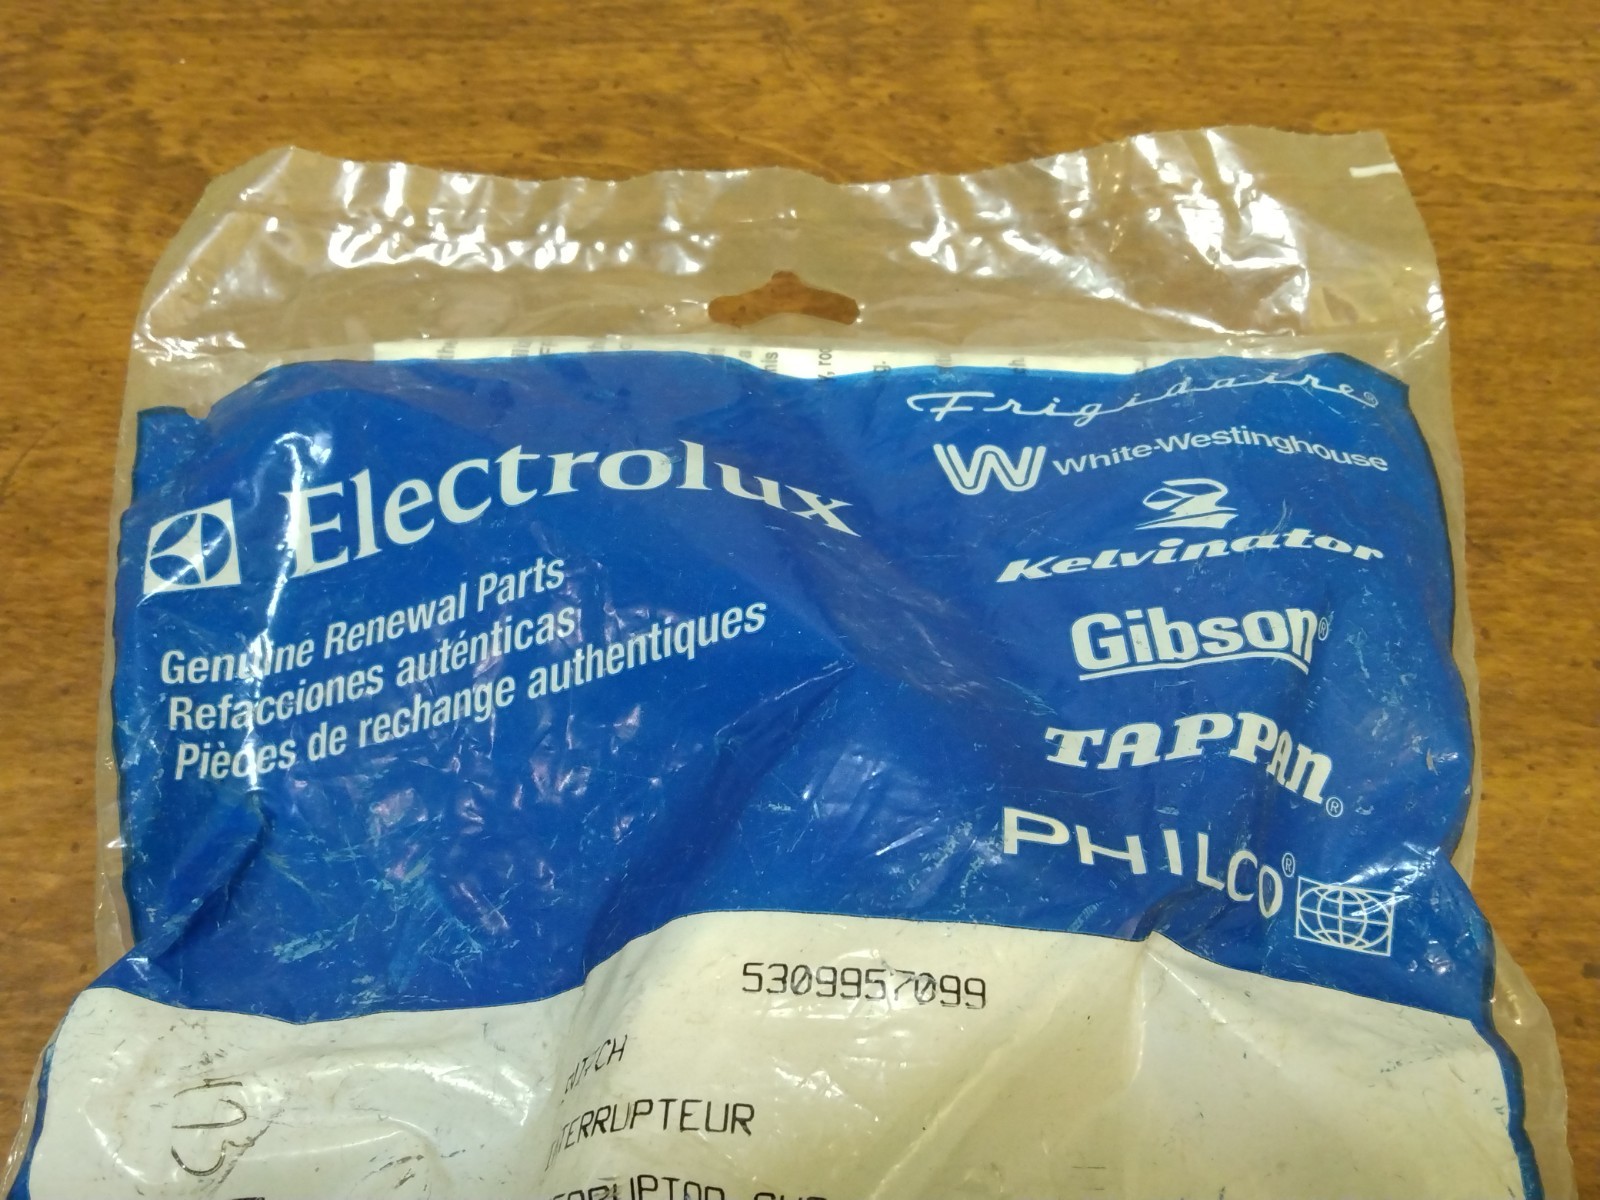 Electrolux
Genuine Renewal Parts
Refacciones auténticas
Pièces de rechange authentiques
Frigidaire®
White-Westinghouse
Kelvinator
Gibson®
TAPPAN®
PHILCO®
5309957099
INTERRUPTEUR